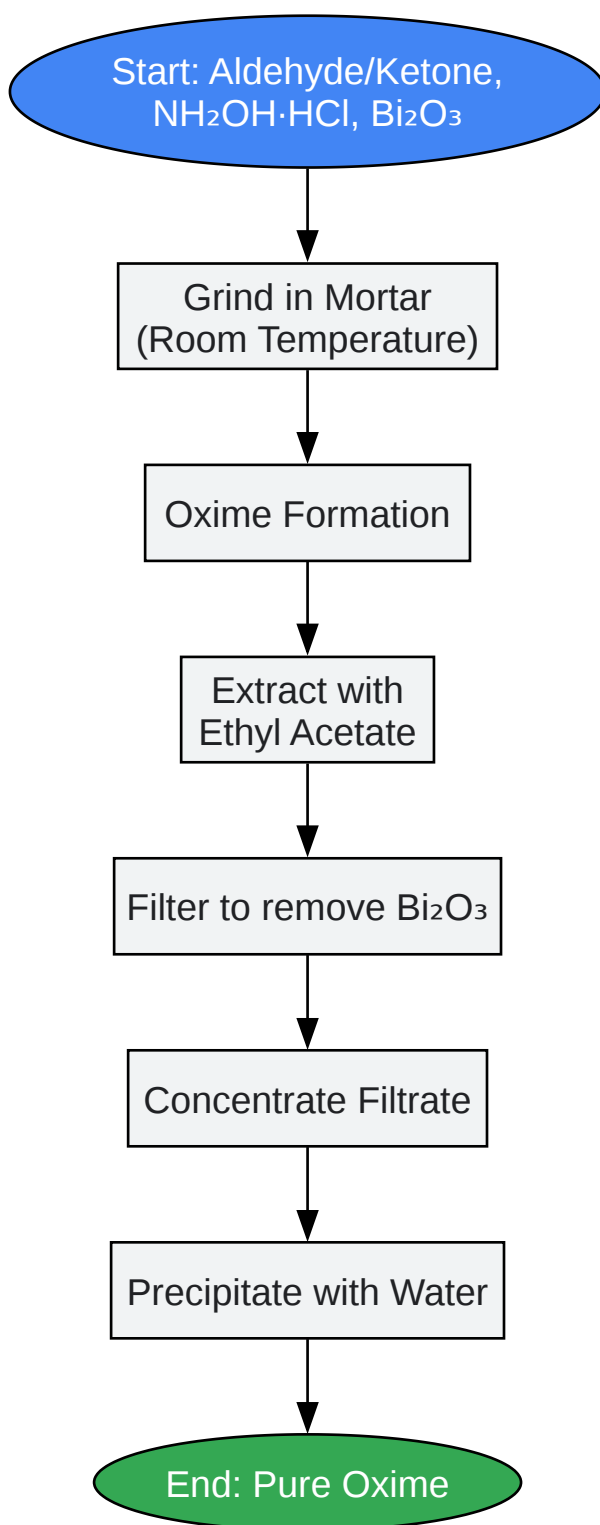 Start: Aldehyde/Ketone,
NH₂OH·HCl, Bi₂O₃
Grind in Mortar
(Room Temperature)
Oxime Formation
Extract with
Ethyl Acetate
Filter to remove Bi₂O₃
Concentrate Filtrate
Precipitate with Water
End: Pure Oxime